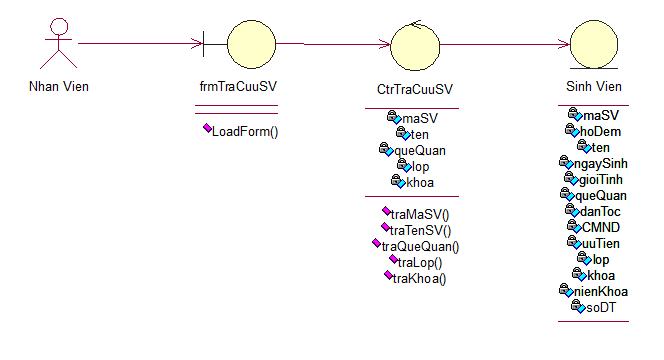 Nhan Vien
frmTraCuuSV
LoadForm()
CtrTraCuuSV
maSV
ten
queQuan
lop
khoa
traMaSV()
traTenSV()
traQueQuan()
traLop()
traKhoa()
Sinh Vien
maSV
hoDem
ten
ngaySinh
gioiTinh
queQuan
danToc
CMND
uuTien
lop
khoa
nienKhoa
soDT